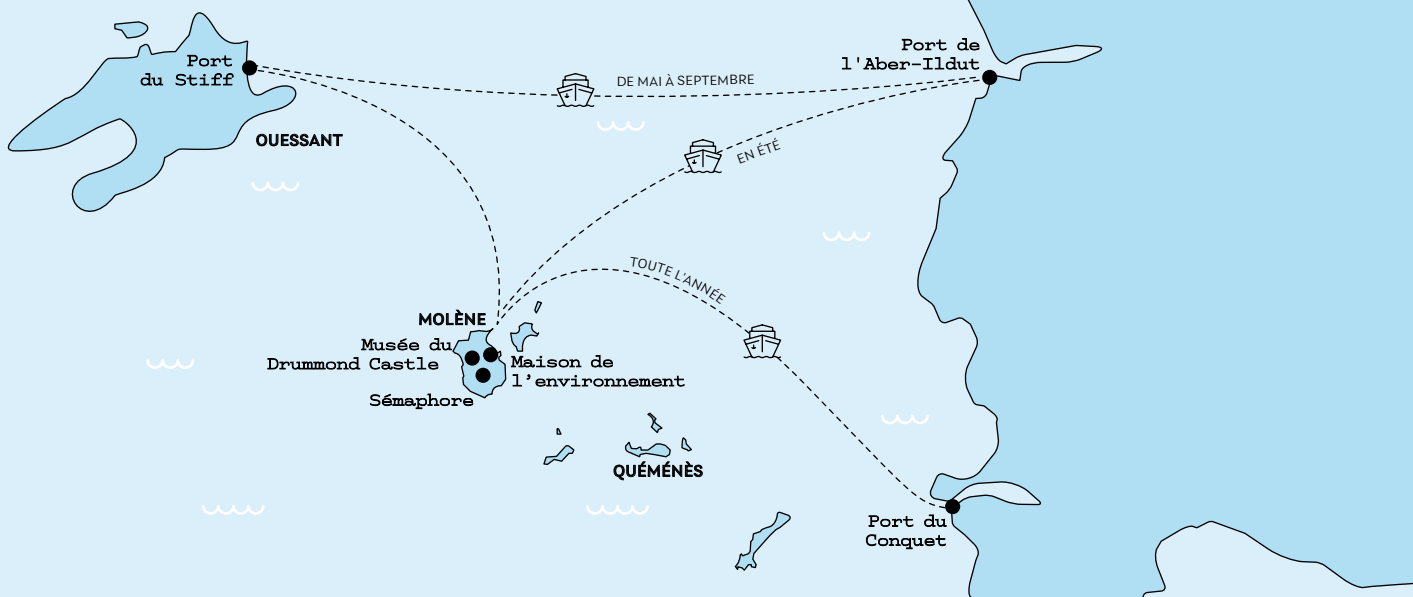 Port
du Stiff
OUESSANT
DE MAI À SEPTEMBRE
Port de
l'Aber-Ildut
EN ÉTÉ
TOUTE L'ANNÉE
MOLÈNE
Musée du
Drummond Castle
Maison de
l’environnement
Sémaphore
QUÉMÉNÈS
Port du
Conquet